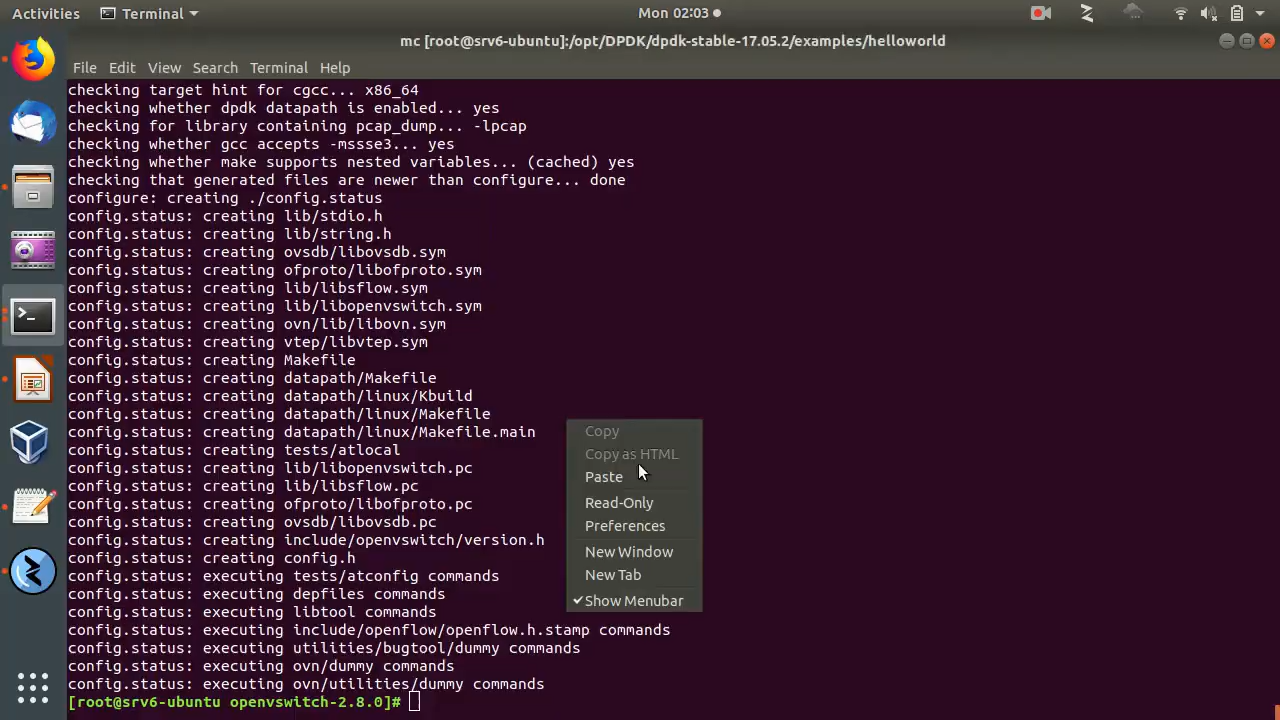 Activities Terminal Mon 02:03
mc [root@srv6-ubuntu]:/opt/DPDK/dpdk-stable-17.05.2/examples/helloworld
File Edit View Search Terminal Help
checking target hint for cgcc... x86_64
checking whether dpdk datapath is enabled... yes
checking for library containing pcap_dump... -lpcap
checking whether gcc accepts -mssse3... yes
checking whether make supports nested variables... (cached) yes
checking that generated files are newer than configure... done
configure: creating ./config.status
config.status: creating lib/stdio.h
config.status: creating lib/string.h
config.status: creating ovsdb/libovsdb.sym
config.status: creating ofproto/libofproto.sym
config.status: creating lib/libsflow.sym
config.status: creating lib/libopenvswitch.sym
config.status: creating ovn/lib/libovn.sym
config.status: creating vtep/libvtep.sym
config.status: creating Makefile
config.status: creating datapath/Makefile
config.status: creating datapath/linux/Kbuild
config.status: creating datapath/linux/Makefile
config.status: creating datapath/linux/Makefile.main
config.status: creating tests/atlocal
config.status: creating lib/libopenvswitch.pc
config.status: creating lib/libsflow.pc
config.status: creating ofproto/libofproto.pc
config.status: creating ovsdb/libovsdb.pc
config.status: creating include/openvswitch/version.h
config.status: creating config.h
config.status: executing tests/atconfig commands
config.status: executing depfiles commands
config.status: executing libtool commands
config.status: executing include/openflow/openflow.h.stamp commands
config.status: executing utilities/bugtool/dummy commands
config.status: executing ovn/dummy commands
config.status: executing ovn/utilities/dummy commands
[root@srv6-ubuntu openvswitch-2.8.0]#
Copy
Copy as HTML
Paste
Read-Only
Preferences
New Window
New Tab
Show Menubar